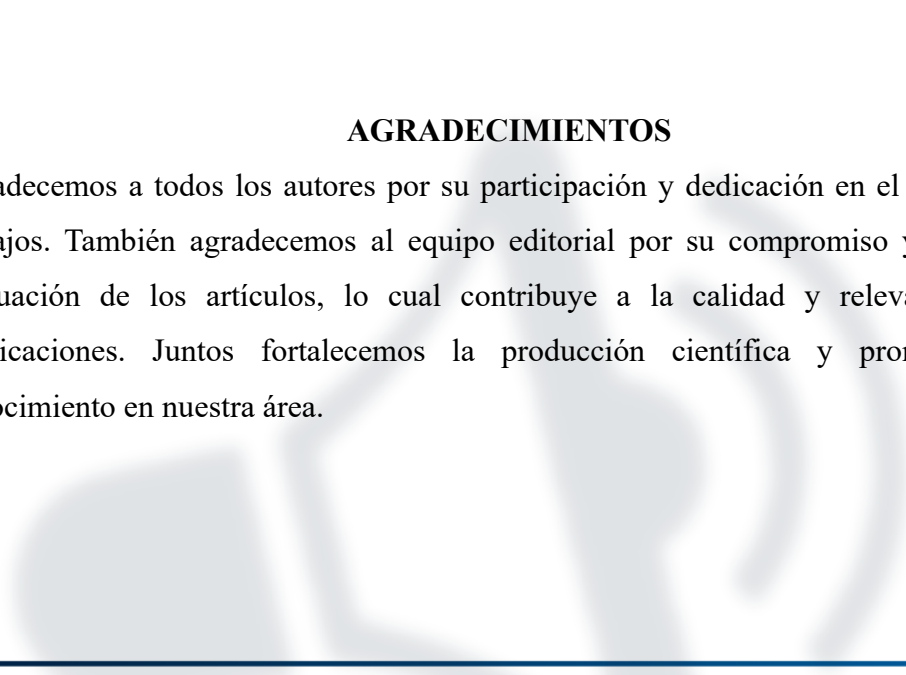 AGRADECIMIENTOS
adecemos a todos los autores por su participación y dedicación en el
ajos. También agradecemos al equipo editorial por su compromiso y
uación de los artículos, lo cual contribuye a la calidad y releva
icaciones. Juntos fortalecemos la producción científica y pro
ocimiento en nuestra área.